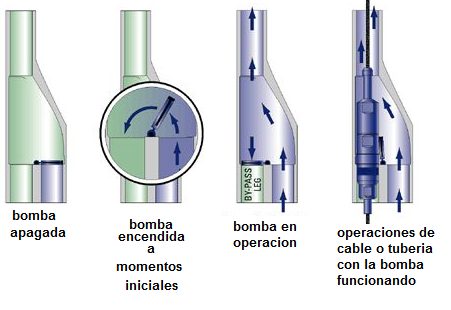 BY-PASS
LEG
bomba
apagada
bomba
encendida
a
momentos
iniciales
bomba en
operacion
operaciones de
cable o tuberia
con la bomba
funcionando